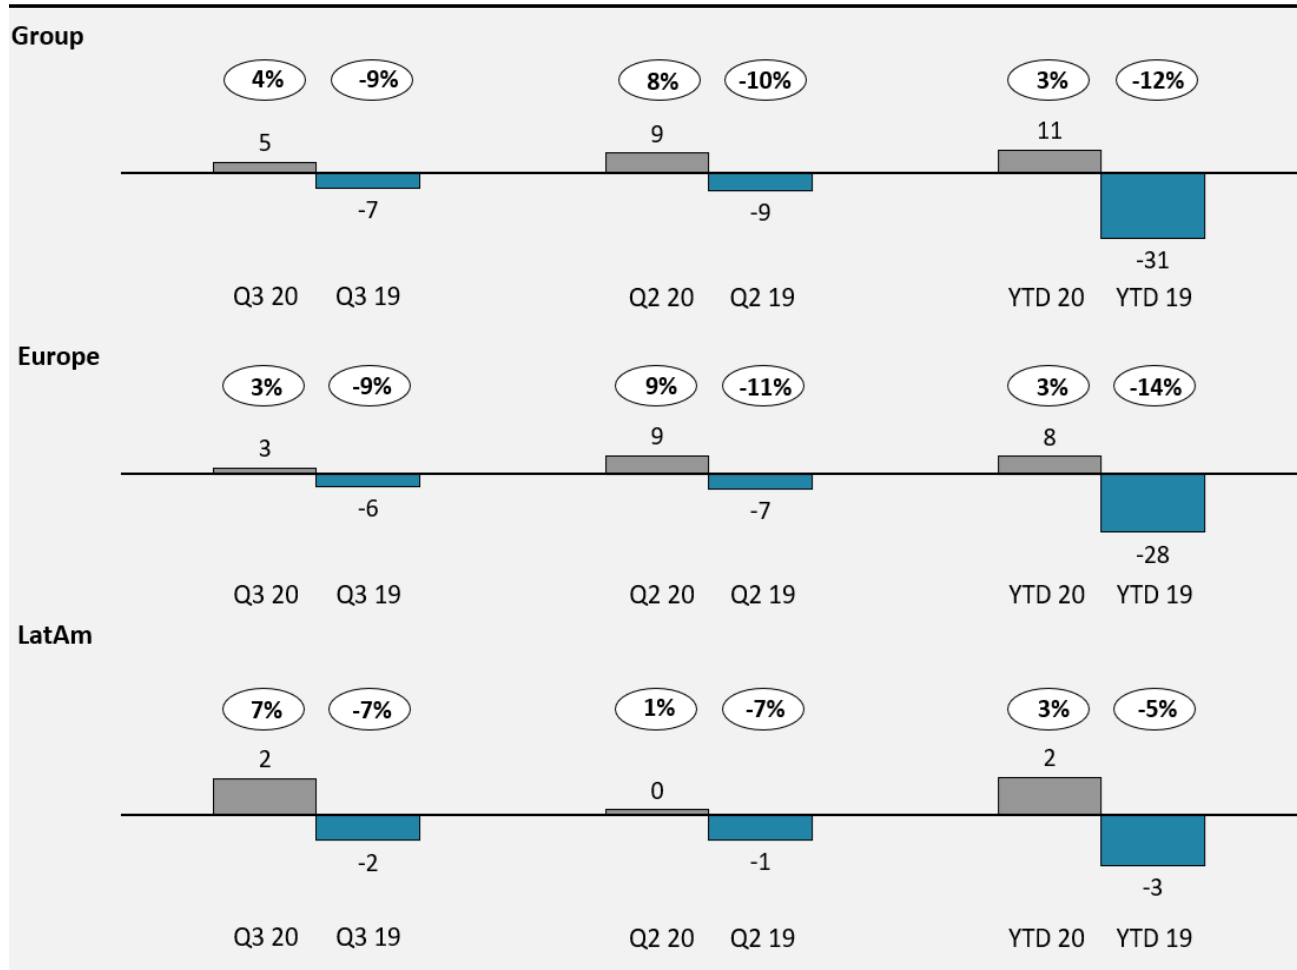 Group
4% -9% 8% -10% 3% -12%
5 9 11
-7 -9 -31
Q3 20 Q3 19 Q2 20 Q2 19 YTD 20 YTD 19
Europe
3% -9% 9% -11% 3% -14%
3 9 8
-6 -7 -28
Q3 20 Q3 19 Q2 20 Q2 19 YTD 20 YTD 19
LatAm
7% -7% 1% -7% 3% -5%
2 0 2
-2 -1 -3
Q3 20 Q3 19 Q2 20 Q2 19 YTD 20 YTD 19